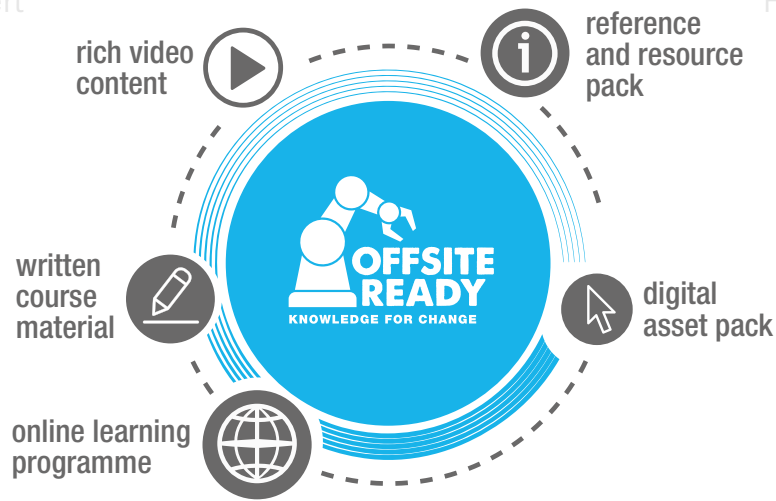 rich video
content
reference
and resource
pack
written
course
material
OFFSITE
READY
KNOWLEDGE FOR CHANGE
digital
asset pack
online learning
programme